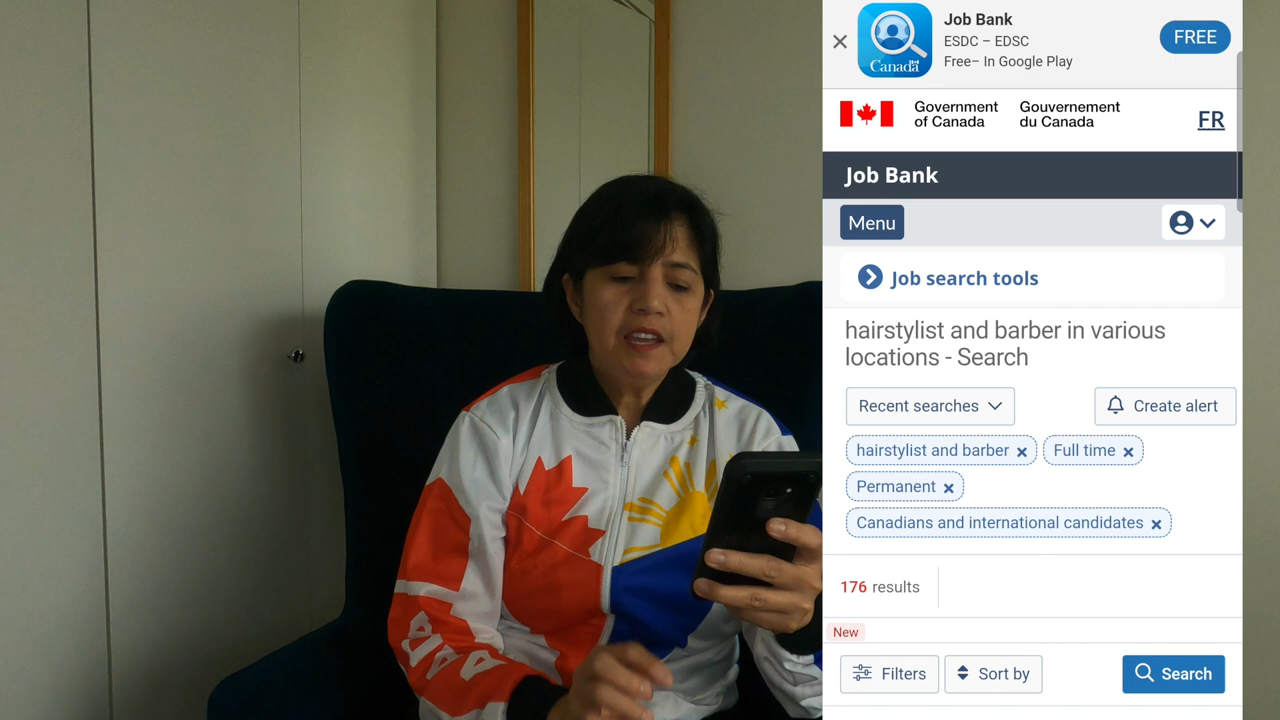 Job Bank
ESDC – EDSC
Free– In Google Play
FREE
Canada
Government
of Canada
Gouvernement
du Canada
FR
Job Bank
Menu
Job search tools
hairstylist and barber in various
locations - Search
Recent searches
Create alert
hairstylist and barber
Full time
Permanent
Canadians and international candidates
176 results
New
Filters
Sort by
Search